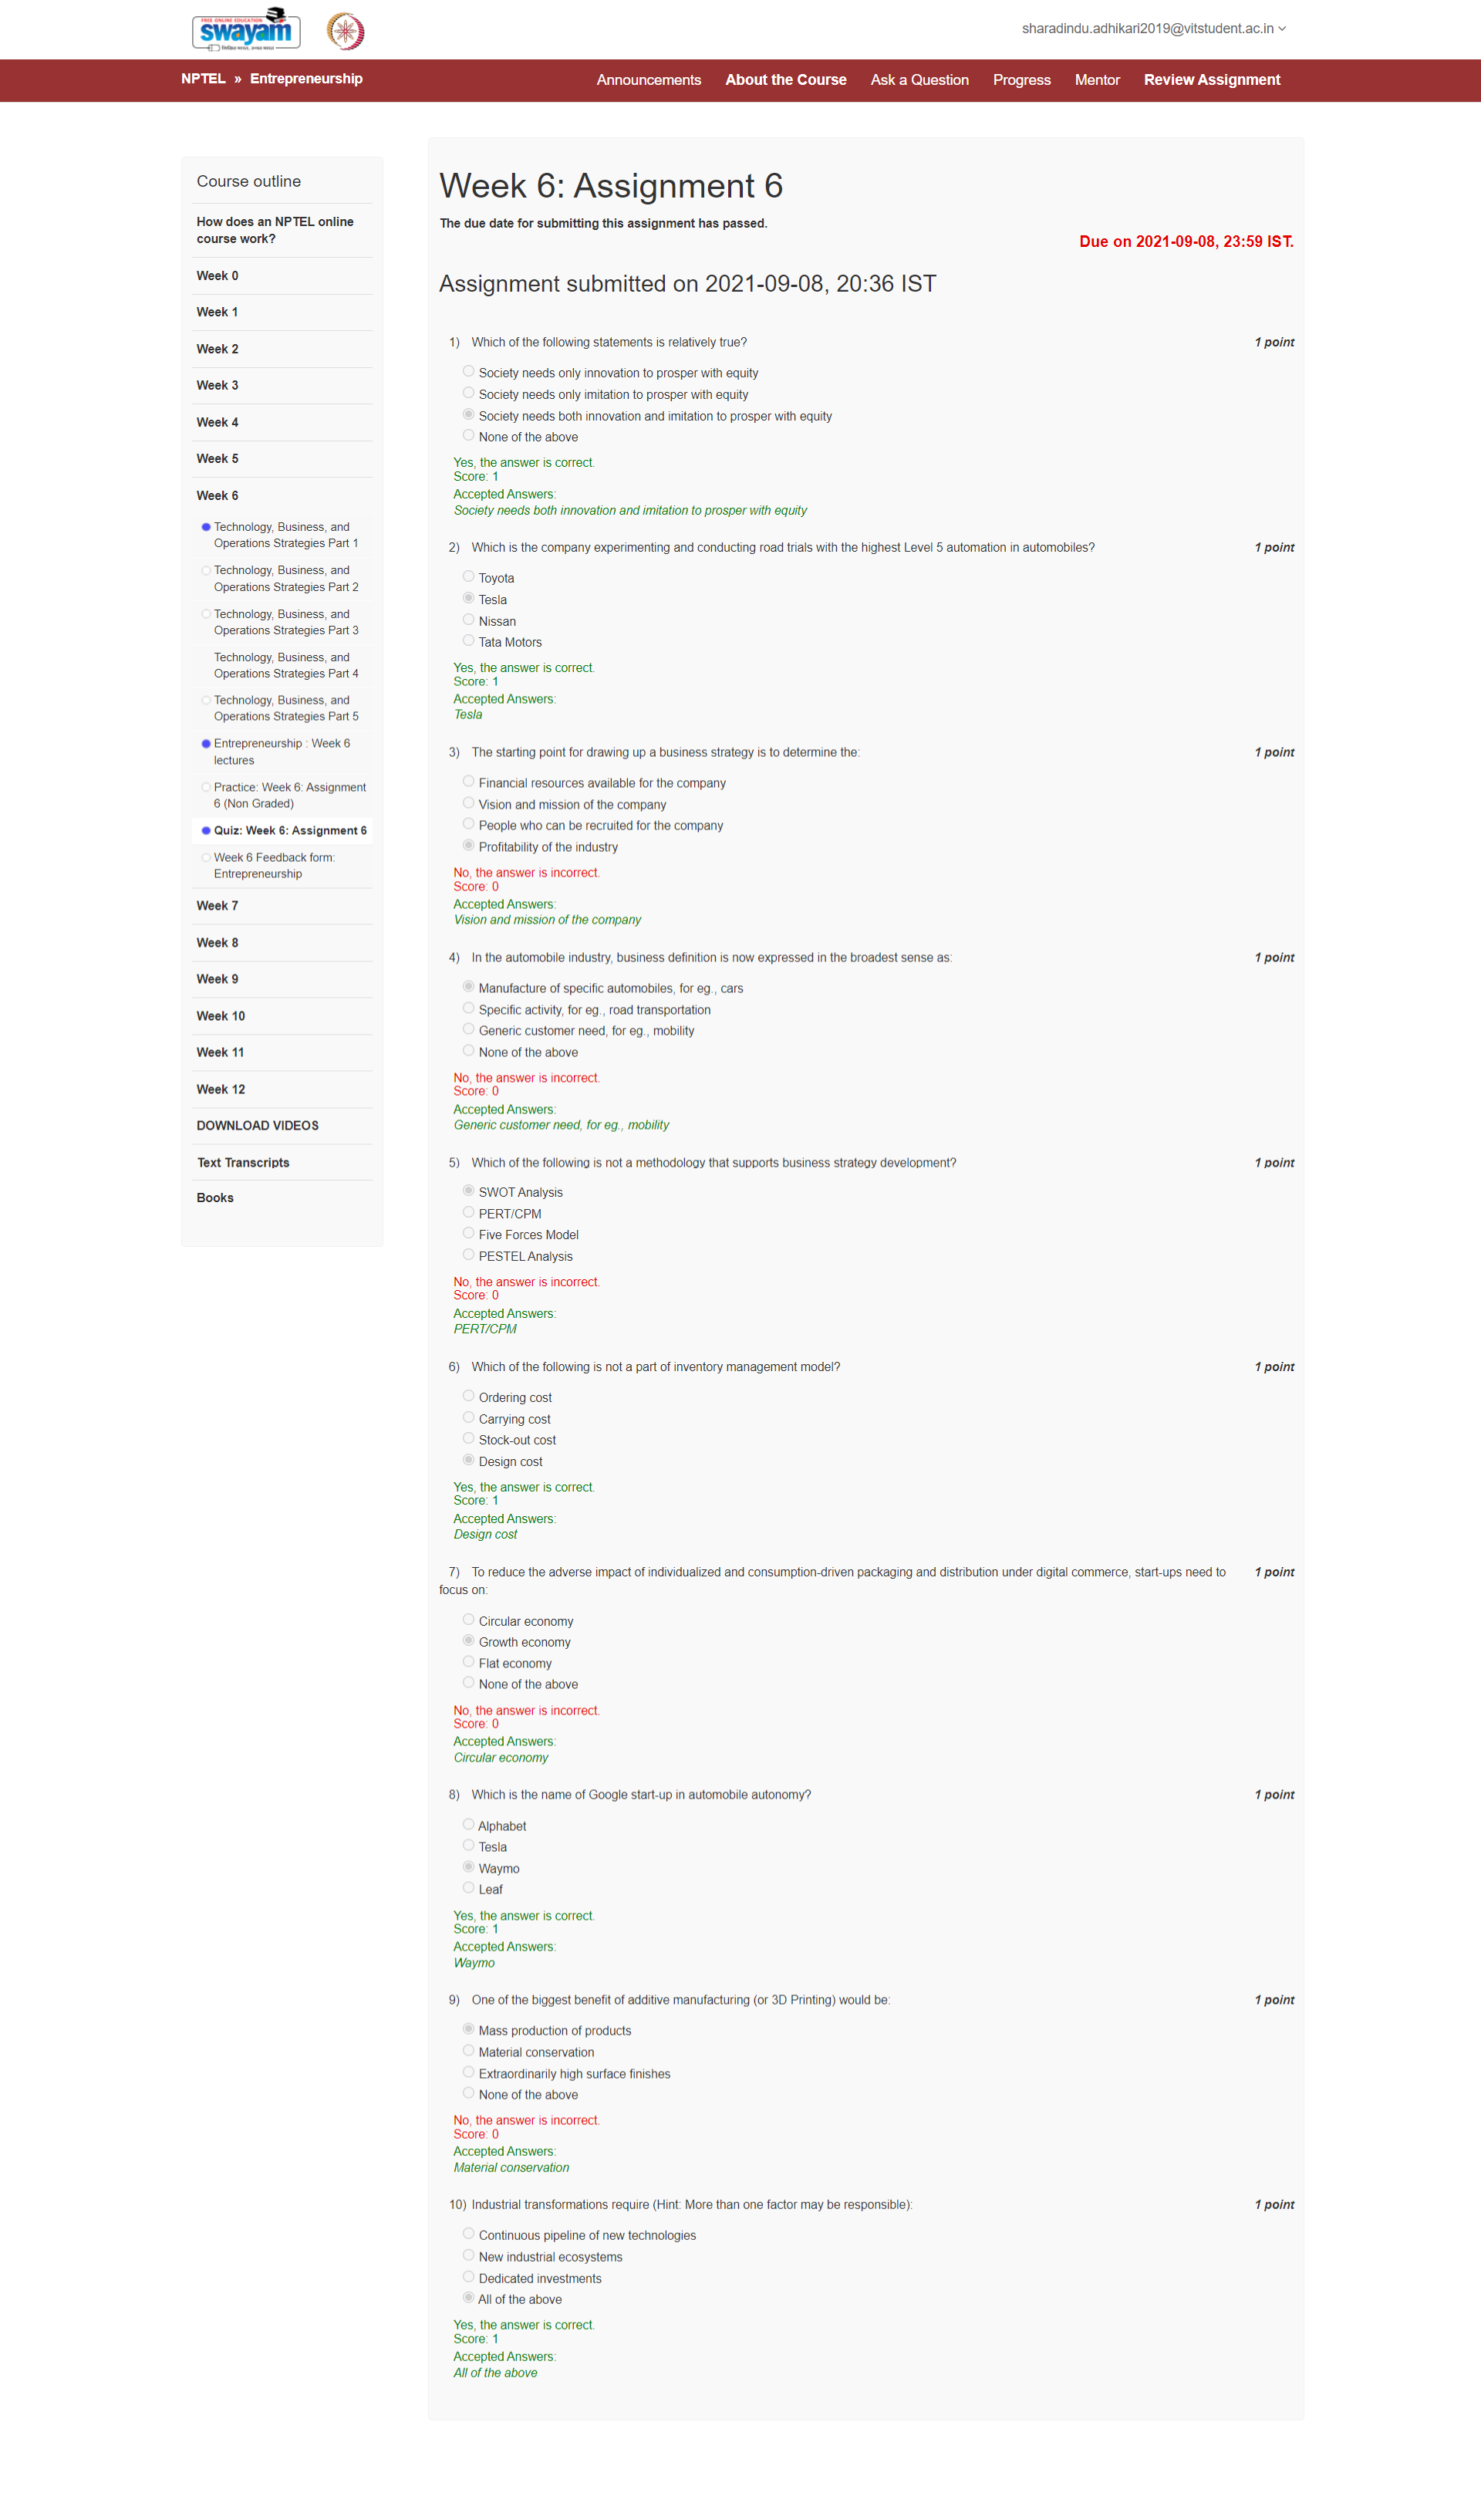 FREE ONLINE EDUCATION
swayam
sharadindu.adhikari2019@vitstudent.ac.in
NPTEL » Entrepreneurship
Announcements About the Course Ask a Question Progress Mentor Review Assignment
Course outline
How does an NPTEL online
course work?
Week 0
Week 1
Week 2
Week 3
Week 4
Week 5
Week 6
Technology, Business, and
Operations Strategies Part 1
Technology, Business, and
Operations Strategies Part 2
Technology, Business, and
Operations Strategies Part 3
Technology, Business, and
Operations Strategies Part 4
Technology, Business, and
Operations Strategies Part 5
Entrepreneurship : Week 6
lectures
Practice: Week 6: Assignment
6 (Non Graded)
Quiz: Week 6: Assignment 6
Week 6 Feedback form:
Entrepreneurship
Week 7
Week 8
Week 9
Week 10
Week 11
Week 12
DOWNLOAD VIDEOS
Text Transcripts
Books
Week 6: Assignment 6
The due date for submitting this assignment has passed.
Due on 2021-09-08, 23:59 IST.
Assignment submitted on 2021-09-08, 20:36 IST
1) Which of the following statements is relatively true? 1 point
Society needs only innovation to prosper with equity
Society needs only imitation to prosper with equity
Society needs both innovation and imitation to prosper with equity
None of the above
Yes, the answer is correct.
Score: 1
Accepted Answers:
Society needs both innovation and imitation to prosper with equity
2) Which is the company experimenting and conducting road trials with the highest Level 5 automation in automobiles? 1 point
Toyota
Tesla
Nissan
Tata Motors
Yes, the answer is correct.
Score: 1
Accepted Answers:
Tesla
3) The starting point for drawing up a business strategy is to determine the: 1 point
Financial resources available for the company
Vision and mission of the company
People who can be recruited for the company
Profitability of the industry
No, the answer is incorrect.
Score: 0
Accepted Answers:
Vision and mission of the company
4) In the automobile industry, business definition is now expressed in the broadest sense as: 1 point
Manufacture of specific automobiles, for eg., cars
Specific activity, for eg., road transportation
Generic customer need, for eg., mobility
None of the above
No, the answer is incorrect.
Score: 0
Accepted Answers:
Generic customer need, for eg., mobility
5) Which of the following is not a methodology that supports business strategy development? 1 point
SWOT Analysis
PERT/CPM
Five Forces Model
PESTEL Analysis
No, the answer is incorrect.
Score: 0
Accepted Answers:
PERT/CPM
6) Which of the following is not a part of inventory management model? 1 point
Ordering cost
Carrying cost
Stock-out cost
Design cost
Yes, the answer is correct.
Score: 1
Accepted Answers:
Design cost
7) To reduce the adverse impact of individualized and consumption-driven packaging and distribution under digital commerce, start-ups need to 1 point
focus on:
Circular economy
Growth economy
Flat economy
None of the above
No, the answer is incorrect.
Score: 0
Accepted Answers:
Circular economy
8) Which is the name of Google start-up in automobile autonomy? 1 point
Alphabet
Tesla
Waymo
Leaf
Yes, the answer is correct.
Score: 1
Accepted Answers:
Waymo
9) One of the biggest benefit of additive manufacturing (or 3D Printing) would be: 1 point
Mass production of products
Material conservation
Extraordinarily high surface finishes
None of the above
No, the answer is incorrect.
Score: 0
Accepted Answers:
Material conservation
10) Industrial transformations require (Hint: More than one factor may be responsible): 1 point
Continuous pipeline of new technologies
New industrial ecosystems
Dedicated investments
All of the above
Yes, the answer is correct.
Score: 1
Accepted Answers:
All of the above